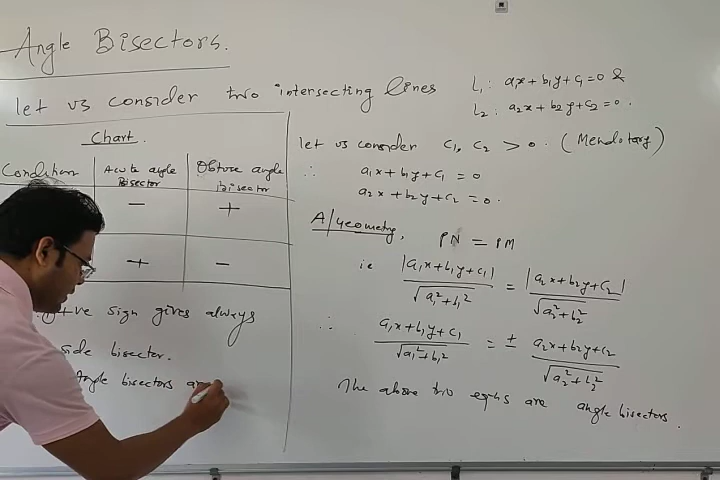 Angle Bisectors.
let us consider two intersecting lines L₁: a₁x + b₁y + c₁ = 0 &
L₂: a₂x + b₂y + c₂ = 0.
Chart.
Condition Acute angle Bisector Obtuse angle Bisector
− +
+ −
+ve sign gives always
side bisector.
Angle bisectors are
let us consider c₁, c₂ > 0. (Mendotary)
∴ a₁x + b₁y + c₁ = 0
a₂x + b₂y + c₂ = 0.
A/Geometry, PN = PM
ie |a₁x + b₁y + c₁| / √a₁² + b₁² = |a₂x + b₂y + c₂| / √a₂² + b₂²
∴ a₁x + b₁y + c₁ / √a₁² + b₁² = ± a₂x + b₂y + c₂ / √a₂² + b₂²
The above two eqns are angle bisectors.